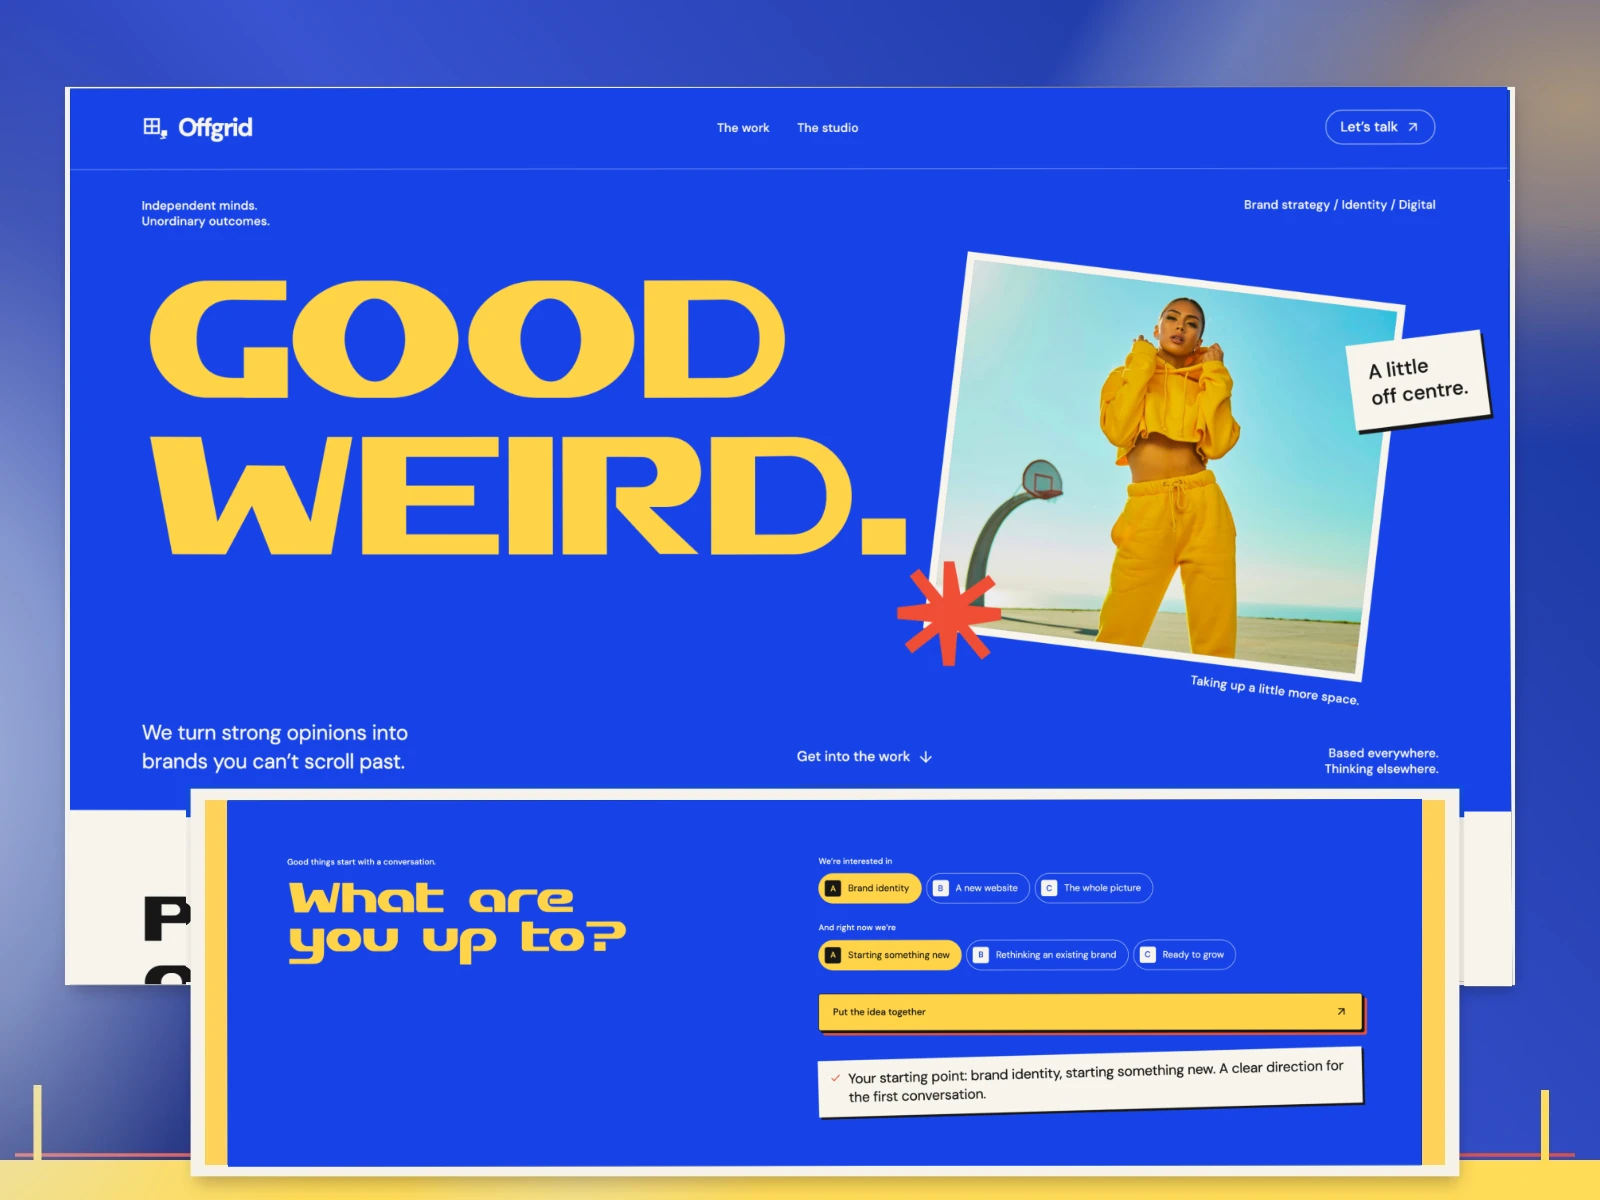 Offgrid
The work
The studio
Let's talk
Independent minds.
Unordinary outcomes.
Brand strategy / Identity / Digital
GOOD
WEIRD.
A little
off centre.
Taking up a little more space.
We turn strong opinions into
brands you can't scroll past.
Get into the work
Based everywhere.
Thinking elsewhere.
Good things start with a conversation.
What are
you up to?
We're interested in
A Brand identity
B A new website
C The whole picture
And right now we're
A Starting something new
B Rethinking an existing brand
C Ready to grow
Put the idea together
Your starting point: brand identity, starting something new. A clear direction for
the first conversation.